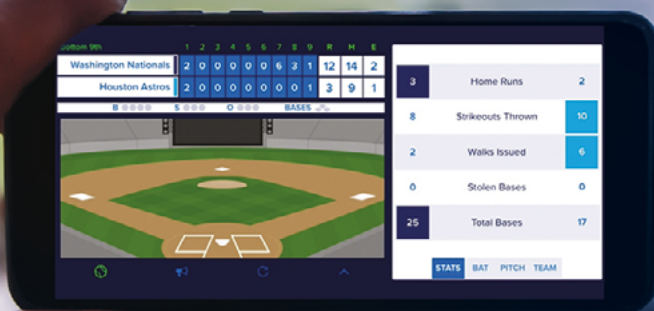 Bottom 9th 1 2 3 4 5 6 7 8 9 R H E
Washington Nationals 2 0 0 0 0 0 6 3 1 12 14 2
Houston Astros 2 0 0 0 0 0 0 0 1 3 9 1
B S O BASES
3 Home Runs 2
8 Strikeouts Thrown 10
2 Walks Issued 6
0 Stolen Bases 0
25 Total Bases 17
STATS BAT PITCH TEAM